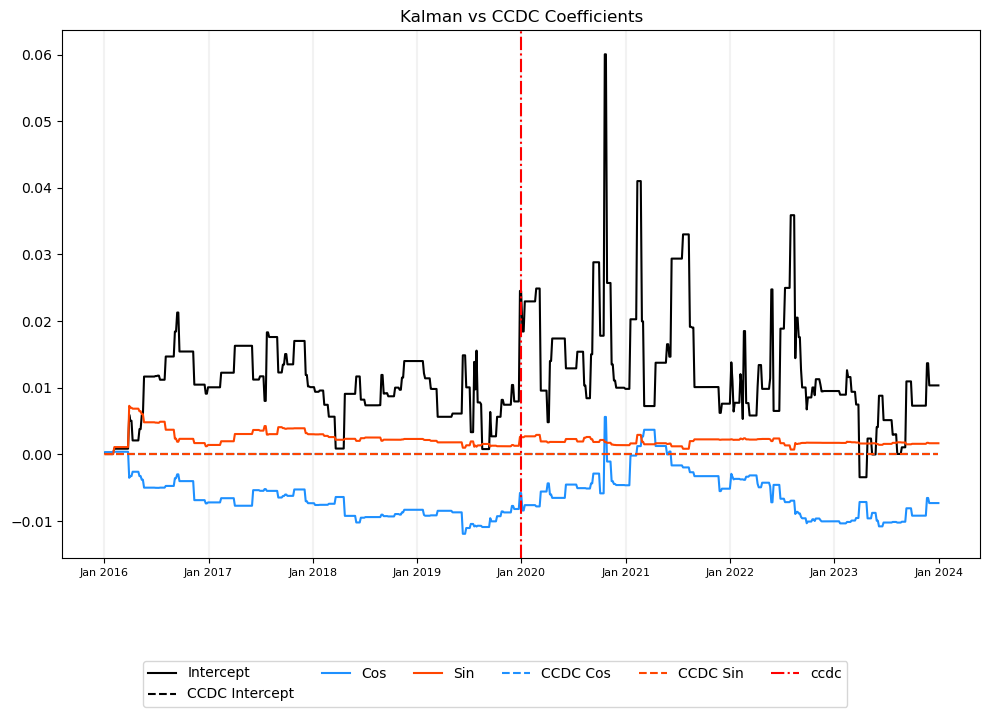 Kalman vs CCDC Coefficients
0.06
0.05
0.04
0.03
0.02
0.01
0.00
−0.01
Jan 2016 Jan 2017 Jan 2018 Jan 2019 Jan 2020 Jan 2021 Jan 2022 Jan 2023 Jan 2024
Intercept Cos Sin CCDC Cos CCDC Sin ccdc
CCDC Intercept